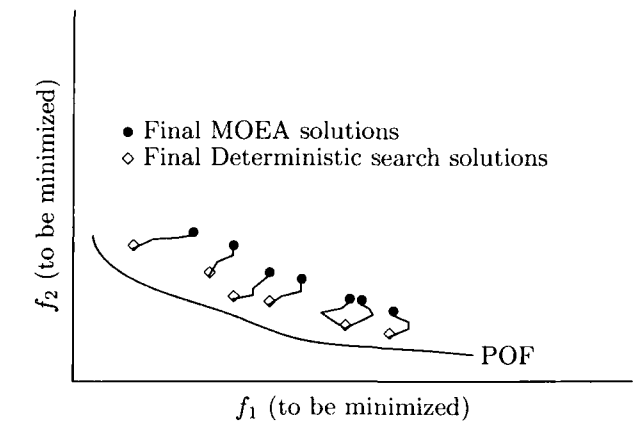 f₂ (to be minimized)
● Final MOEA solutions
◇ Final Deterministic search solutions
POF
f₁ (to be minimized)